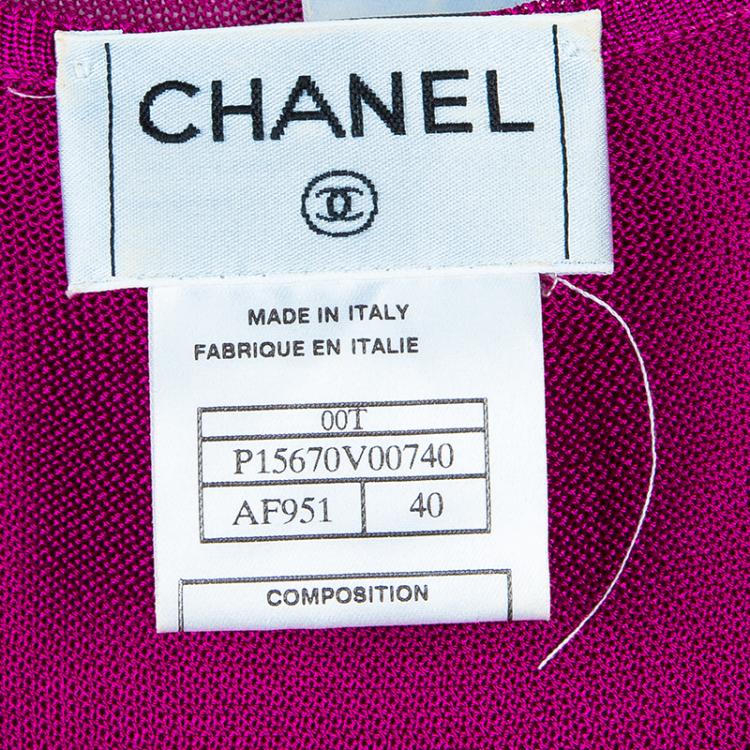 CHANEL
MADE IN ITALY
FABRIQUE EN ITALIE
00T
P15670V00740
AF951 40
COMPOSITION